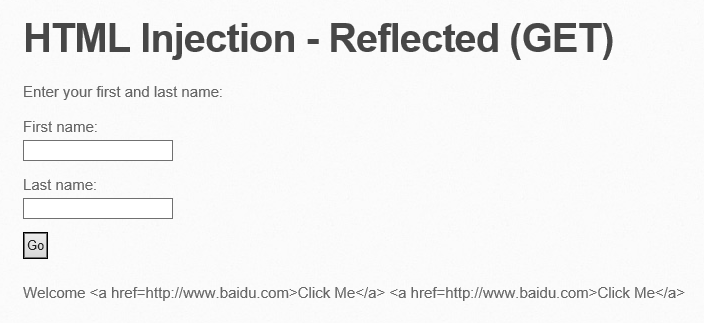 HTML Injection - Reflected (GET)
Enter your first and last name:
First name:
Last name:
Go
Welcome <a href=http://www.baidu.com>Click Me</a> <a href=http://www.baidu.com>Click Me</a>